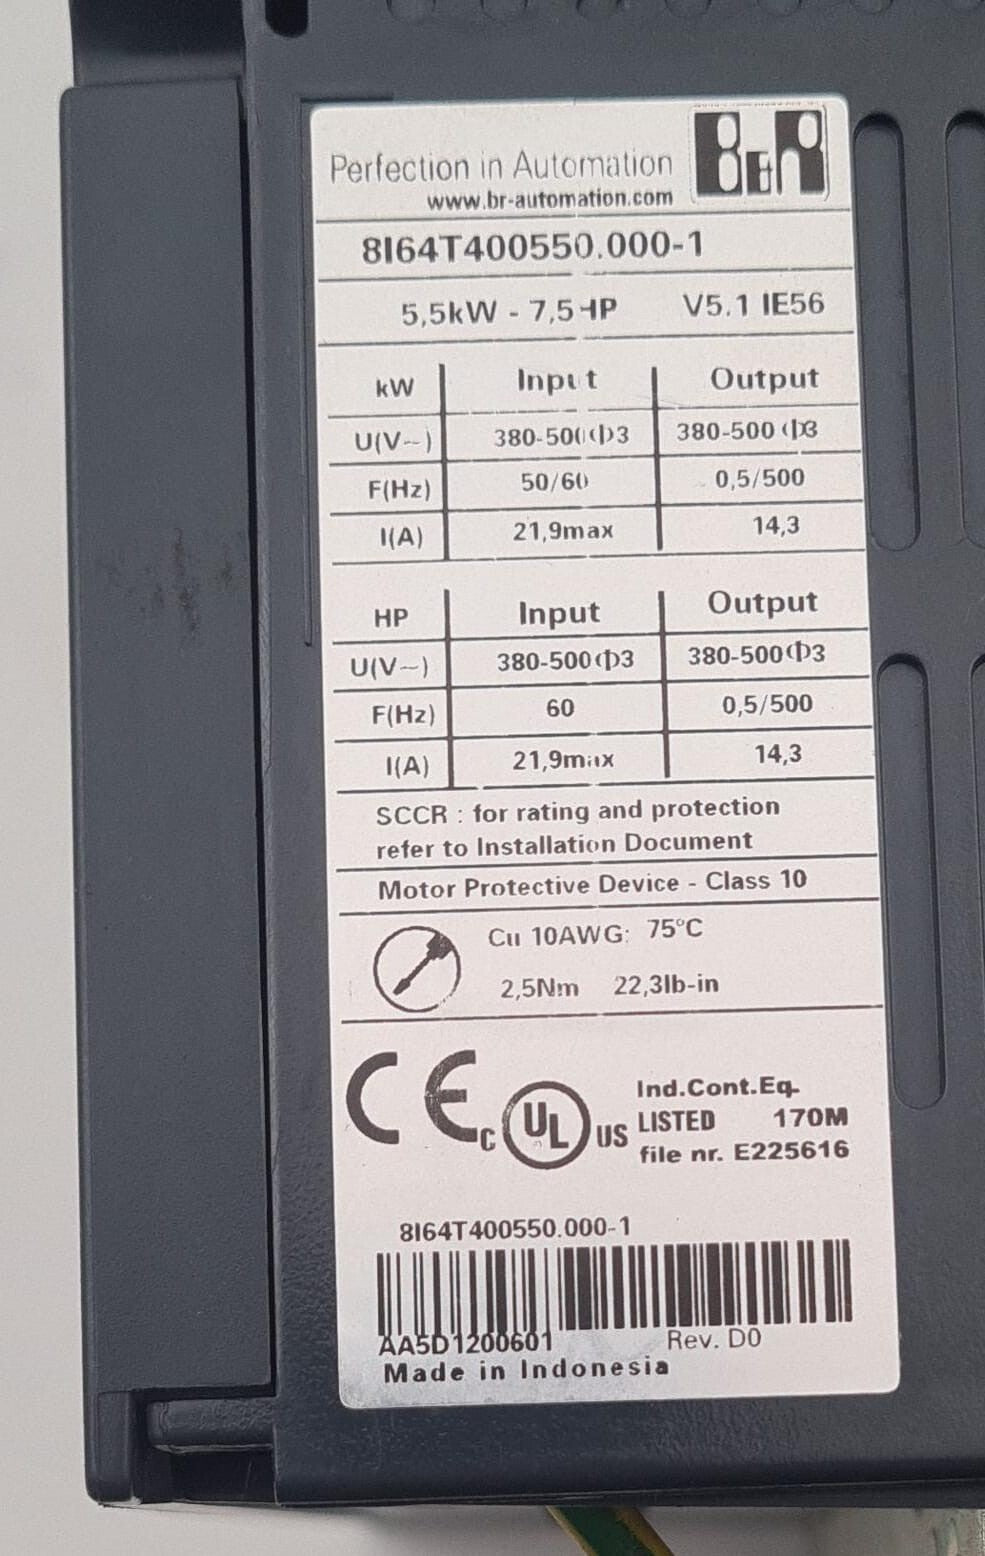 Perfection in Automation B&R
www.br-automation.com
8I64T400550.000-1
5,5kW - 7,5HP V5.1 IE56
kW Input Output
U(V~) 380-500 Φ3 380-500 Φ3
F(Hz) 50/60 0,5/500
I(A) 21,9max 14,3
HP Input Output
U(V~) 380-500Φ3 380-500Φ3
F(Hz) 60 0,5/500
I(A) 21,9max 14,3
SCCR : for rating and protection
refer to Installation Document
Motor Protective Device - Class 10
Cu 10AWG: 75°C
2,5Nm 22,3lb-in
CE
C UL US
Ind.Cont.Eq.
LISTED 170M
file nr. E225616
8I64T400550.000-1
AA5D1200601 Rev. D0
Made in Indonesia